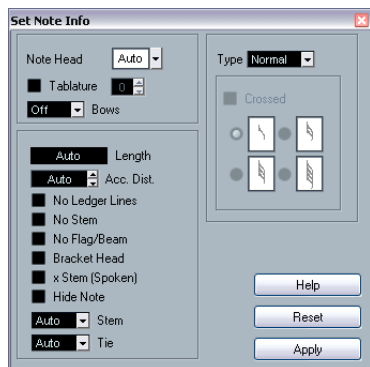 Set Note Info
Note Head Auto
Tablature 0
Off Bows
Auto Length
Auto Acc. Dist.
No Ledger Lines
No Stem
No Flag/Beam
Bracket Head
x Stem (Spoken)
Hide Note
Auto Stem
Auto Tie
Type Normal
Crossed
Help
Reset
Apply